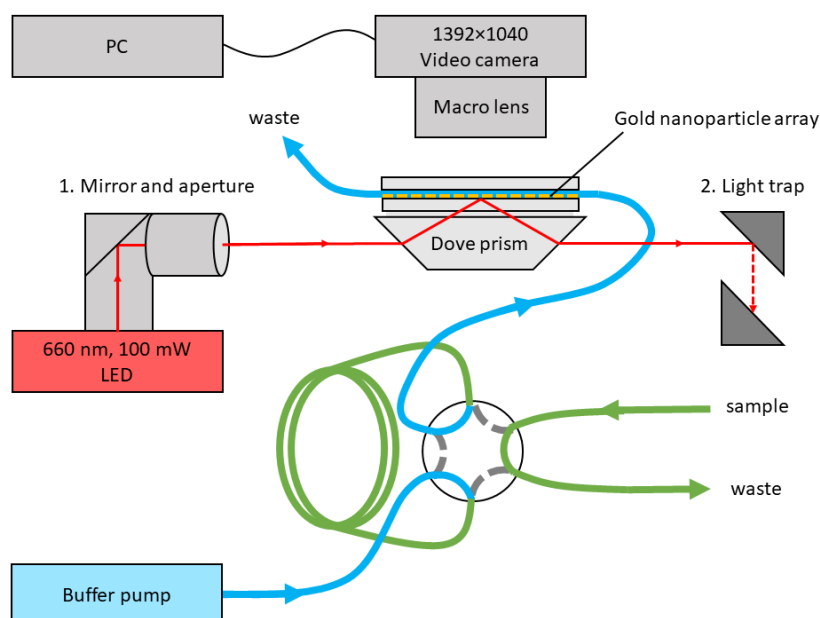 PC
1392×1040
Video camera
Macro lens
Gold nanoparticle array
waste
1. Mirror and aperture
2. Light trap
Dove prism
660 nm, 100 mW
LED
sample
waste
Buffer pump